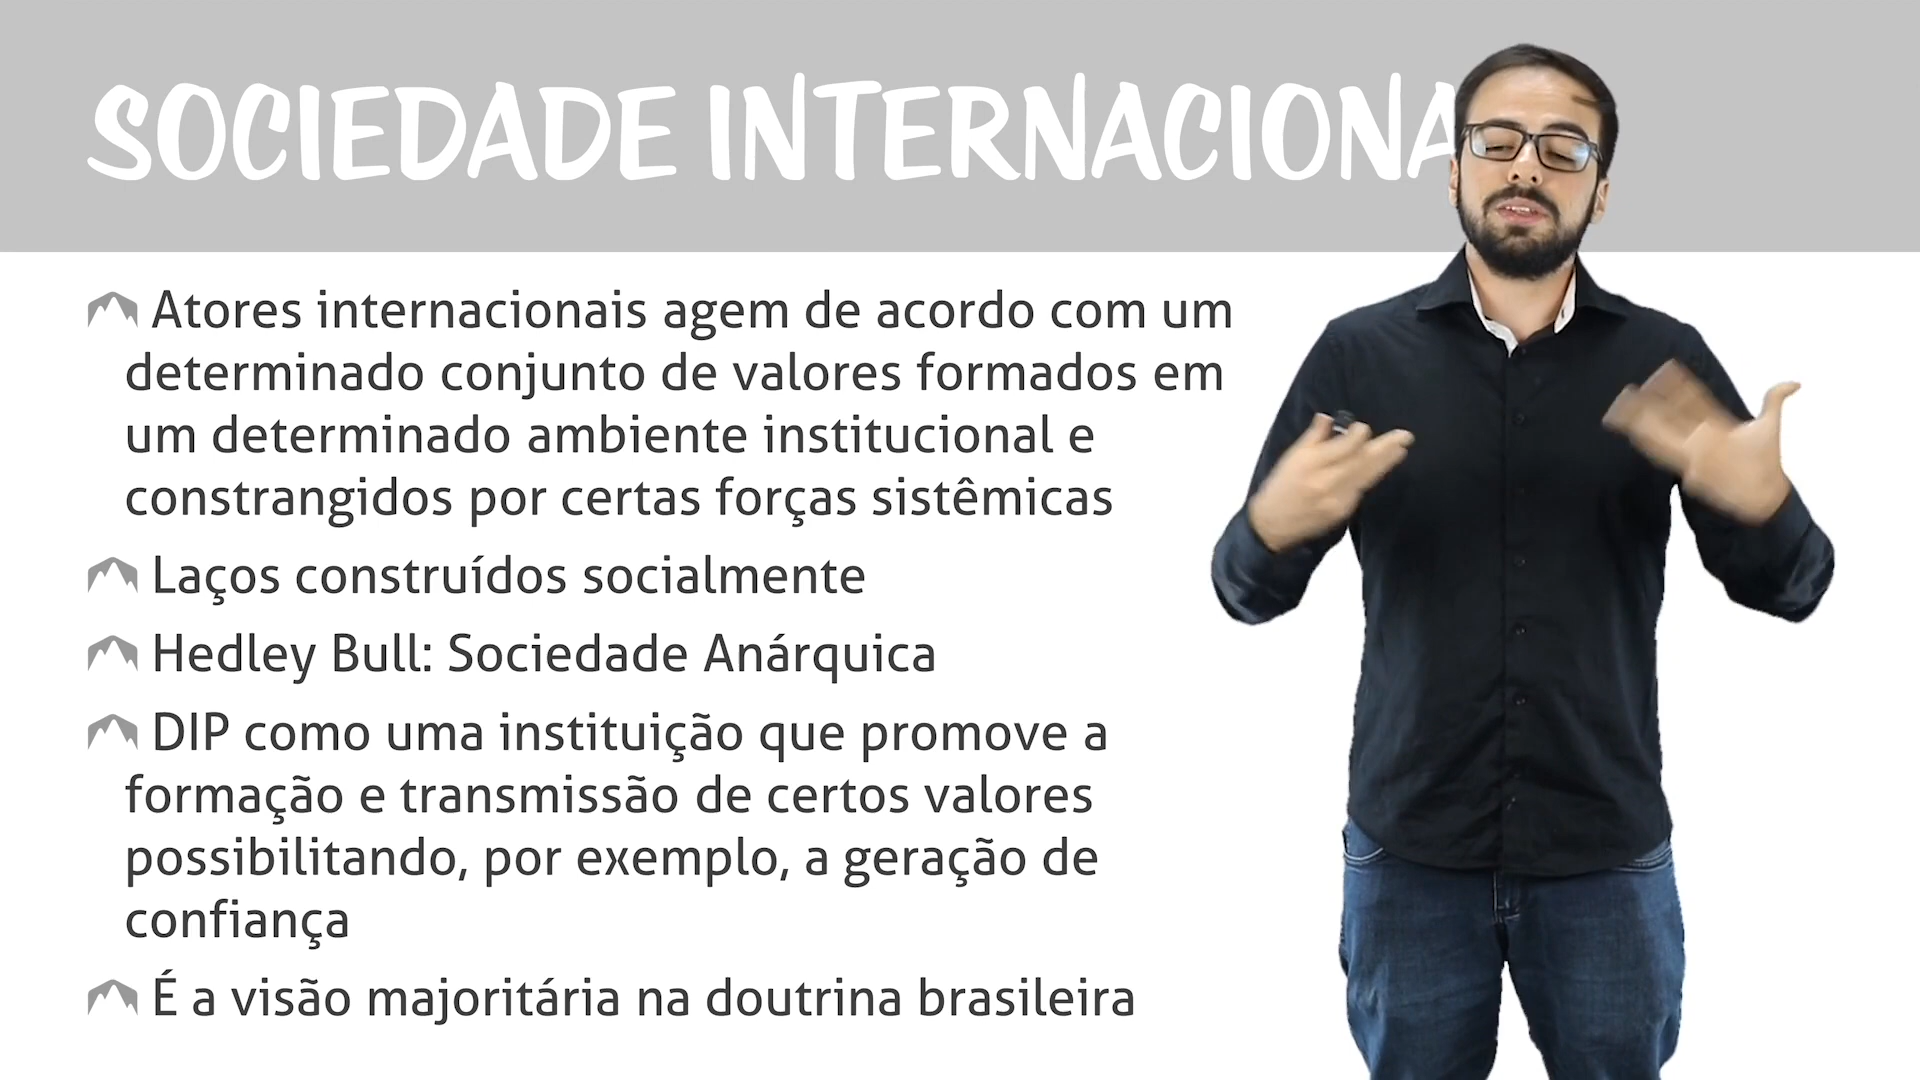 SOCIEDADE INTERNACIONA
Atores internacionais agem de acordo com um
determinado conjunto de valores formados em
um determinado ambiente institucional e
constrangidos por certas forças sistêmicas
Laços construídos socialmente
Hedley Bull: Sociedade Anárquica
DIP como uma instituição que promove a
formação e transmissão de certos valores
possibilitando, por exemplo, a geração de
confiança
É a visão majoritária na doutrina brasileira